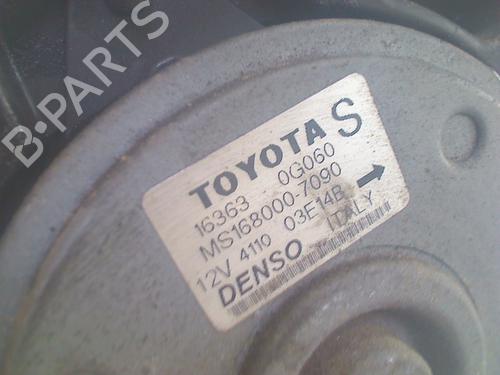 B-PARTS
TOYOTA S
16363 0G060
MS168000-7090
12V 4110 03E14B
DENSO ITALY